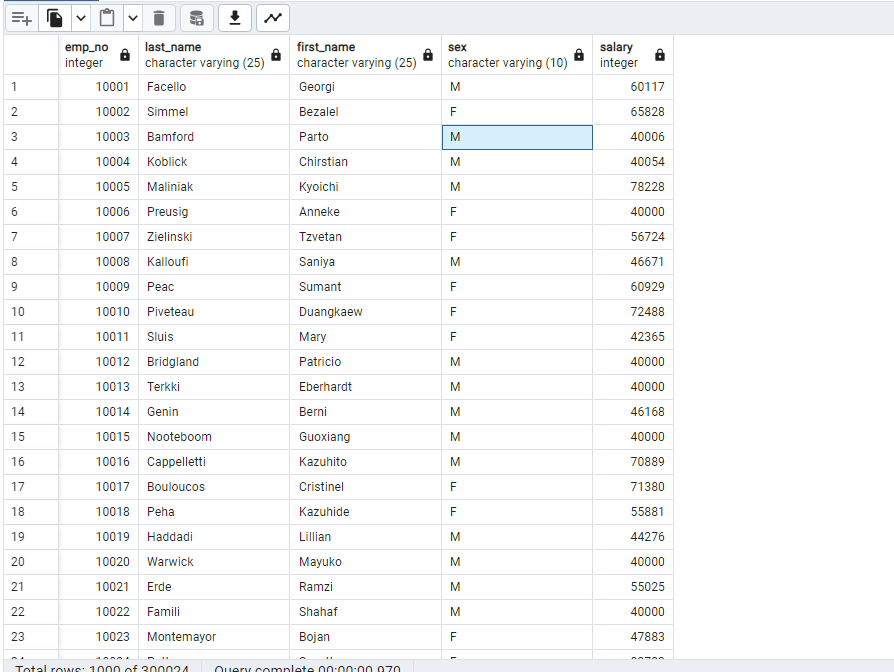 emp_no last_name first_name sex salary
integer character varying (25) character varying (25) character varying (10) integer
1 10001 Facello Georgi M 60117
2 10002 Simmel Bezalel F 65828
3 10003 Bamford Parto M 40006
4 10004 Koblick Chirstian M 40054
5 10005 Maliniak Kyoichi M 78228
6 10006 Preusig Anneke F 40000
7 10007 Zielinski Tzvetan F 56724
8 10008 Kalloufi Saniya M 46671
9 10009 Peac Sumant F 60929
10 10010 Piveteau Duangkaew F 72488
11 10011 Sluis Mary F 42365
12 10012 Bridgland Patricio M 40000
13 10013 Terkki Eberhardt M 40000
14 10014 Genin Berni M 46168
15 10015 Nooteboom Guoxiang M 40000
16 10016 Cappelletti Kazuhito M 70889
17 10017 Bouloucos Cristinel F 71380
18 10018 Peha Kazuhide F 55881
19 10019 Haddadi Lillian M 44276
20 10020 Warwick Mayuko M 40000
21 10021 Erde Ramzi M 55025
22 10022 Famili Shahaf M 40000
23 10023 Montemayor Bojan F 47883
Total rows: 1000 of 300024 Query complete 00:00:00.970